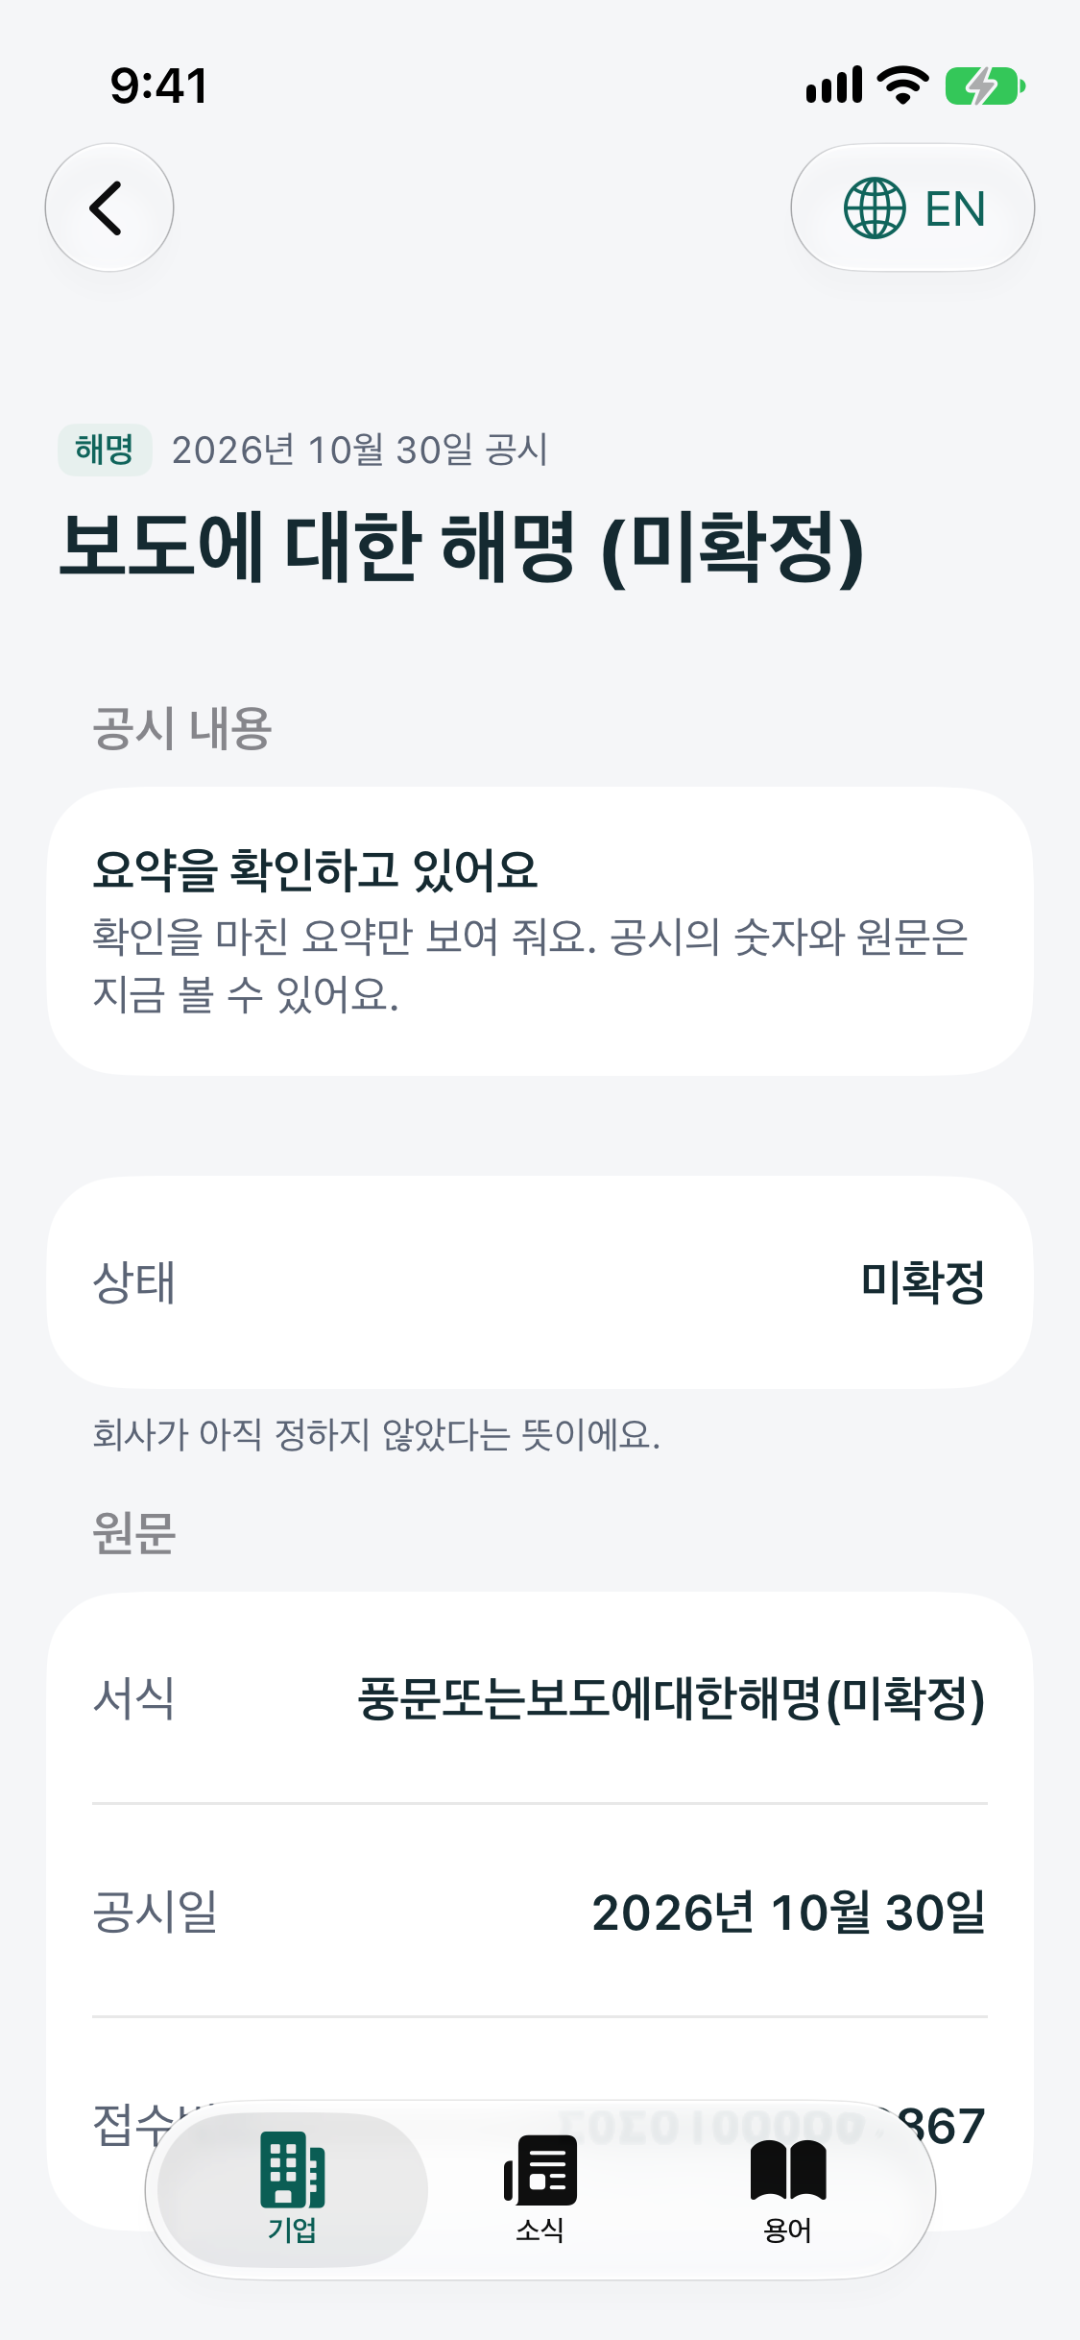 9:41
EN
해명 2026년 10월 30일 공시
보도에 대한 해명 (미확정)
공시 내용
요약을 확인하고 있어요
확인을 마친 요약만 보여 줘요. 공시의 숫자와 원문은
지금 볼 수 있어요.
상태 미확정
회사가 아직 정하지 않았다는 뜻이에요.
원문
서식 풍문또는보도에대한해명(미확정)
공시일 2026년 10월 30일
기업 소식 용어